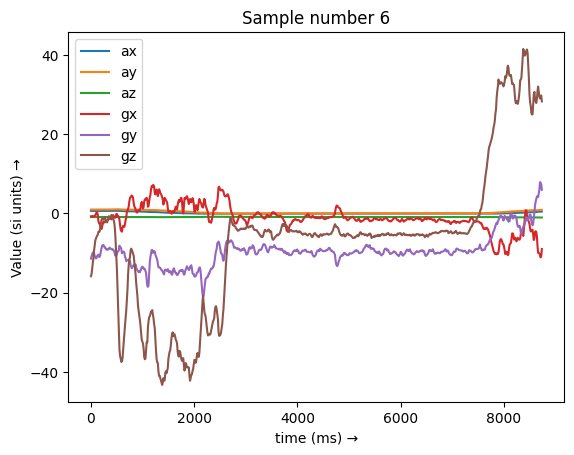 Sample number 6
ax
ay
az
gx
gy
gz
Value (si units) →
40
20
0
−20
−40
0
2000
4000
6000
8000
time (ms) →